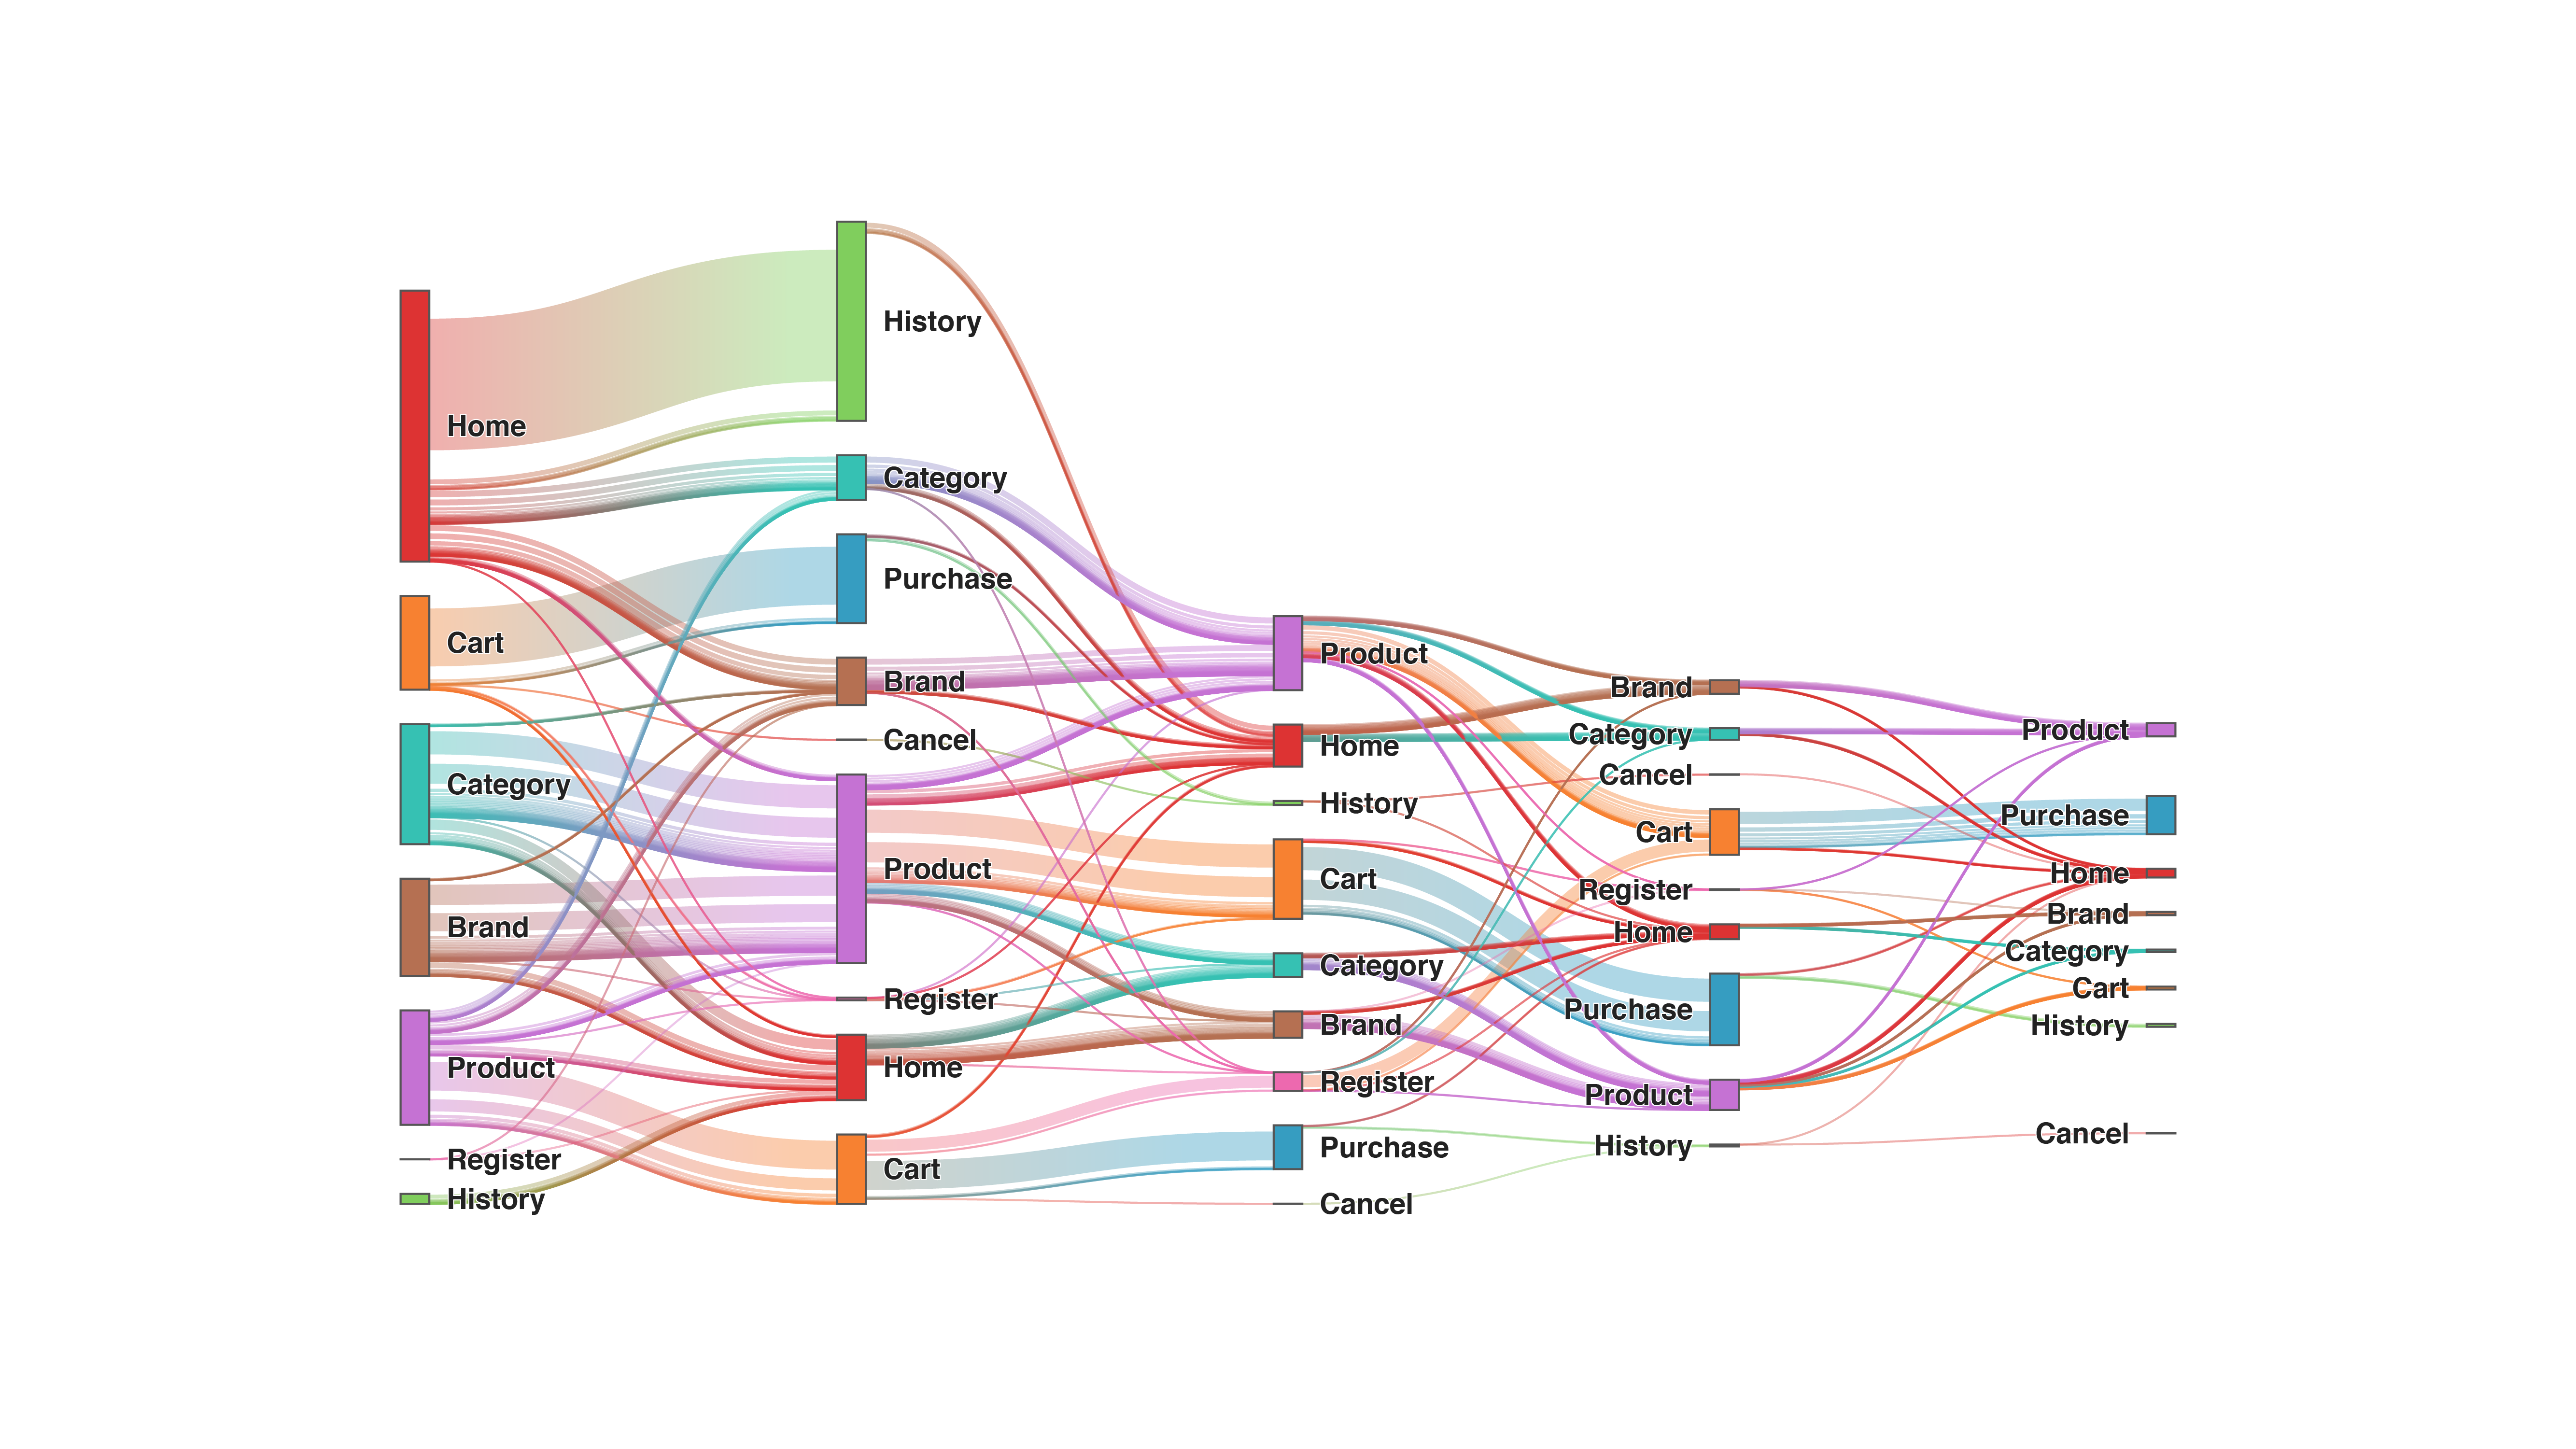 Home
Cart
Category
Brand
Product
Register
History
History
Category
Purchase
Brand
Cancel
Product
Register
Home
Cart
Product
Home
History
Cart
Category
Brand
Register
Purchase
Cancel
Brand
Category
Cancel
Cart
Register
Home
Purchase
Product
History
Product
Purchase
Home
Brand
Category
Cart
History
Cancel